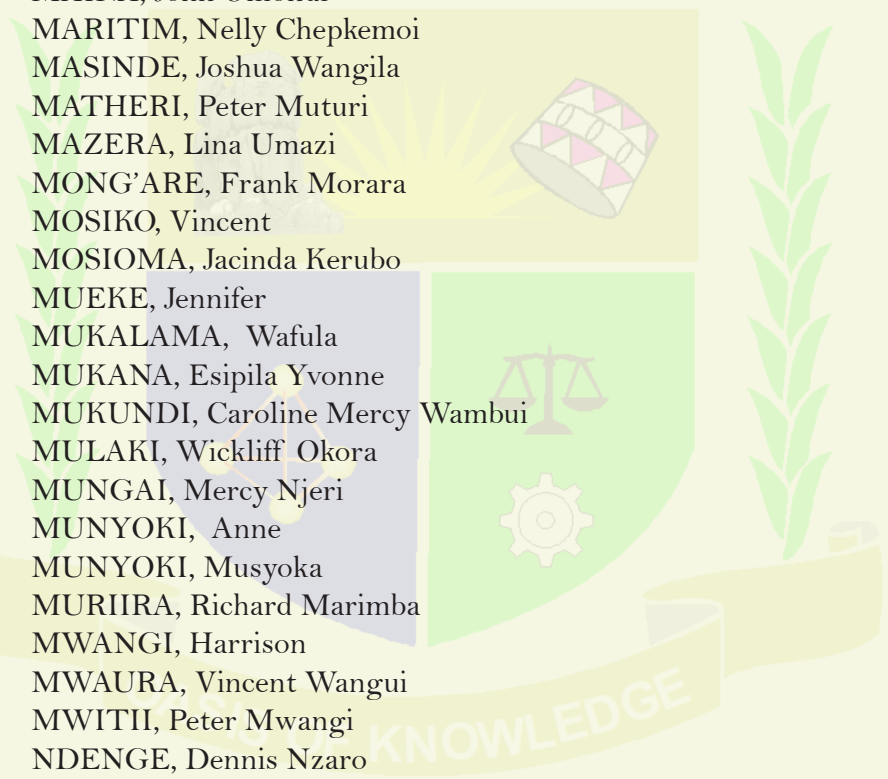 MARITIM, Nelly Chepkemoi
MASINDE, Joshua Wangila
MATHERI, Peter Muturi
MAZERA, Lina Umazi
MONG’ARE, Frank Morara
MOSIKO, Vincent
MOSIOMA, Jacinda Kerubo
MUEKE, Jennifer
MUKALAMA, Wafula
MUKANA, Esipila Yvonne
MUKUNDI, Caroline Mercy Wambui
MULAKI, Wickliff Okora
MUNGAI, Mercy Njeri
MUNYOKI, Anne
MUNYOKI, Musyoka
MURIIRA, Richard Marimba
MWANGI, Harrison
MWAURA, Vincent Wangui
MWITII, Peter Mwangi
OF KNOWLEDGE
NDENGE, Dennis Nzaro